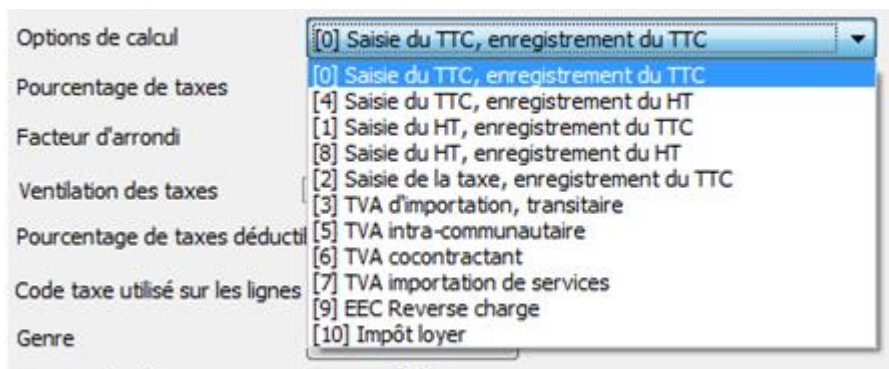 Options de calcul
[0] Saisie du TTC, enregistrement du TTC
[0] Saisie du TTC, enregistrement du TTC
Pourcentage de taxes
[4] Saisie du TTC, enregistrement du HT
[1] Saisie du HT, enregistrement du TTC
Facteur d'arrondi
[8] Saisie du HT, enregistrement du HT
[2] Saisie de la taxe, enregistrement du TTC
Ventilation des taxes
[3] TVA d'importation, transitaire
Pourcentage de taxes déducti
[5] TVA intra-communautaire
[6] TVA cocontractant
Code taxe utilisé sur les lignes
[7] TVA importation de services
[9] EEC Reverse charge
Genre
[10] Impôt loyer